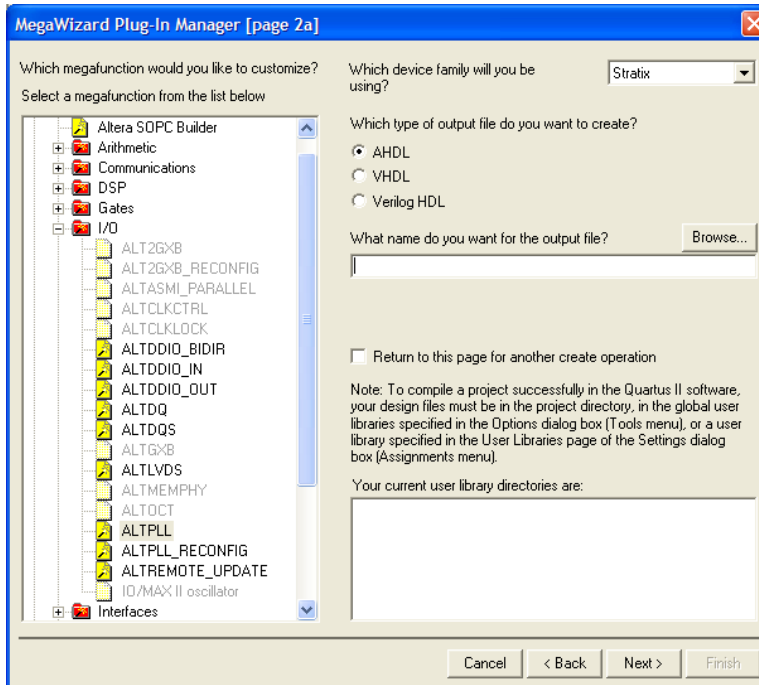 MegaWizard Plug-In Manager [page 2a]
Which megafunction would you like to customize?
Select a megafunction from the list below
Altera SOPC Builder
Arithmetic
Communications
DSP
Gates
I/O
ALT2GXB
ALT2GXB_RECONFIG
ALTASMI_PARALLEL
ALTCLKCTRL
ALTCLKLOCK
ALTDDIO_BIDIR
ALTDDIO_IN
ALTDDIO_OUT
ALTDQ
ALTDQS
ALTGXB
ALTLVDS
ALTMEMPHY
ALTOCT
ALTPLL
ALTPLL_RECONFIG
ALTREMOTE_UPDATE
IO/MAX II oscillator
Interfaces
Which device family will you be
using?
Stratix
Which type of output file do you want to create?
AHDL
VHDL
Verilog HDL
What name do you want for the output file?
Browse...
Return to this page for another create operation
Note: To compile a project successfully in the Quartus II software,
your design files must be in the project directory, in the global user
libraries specified in the Options dialog box (Tools menu), or a user
library specified in the User Libraries page of the Settings dialog
box (Assignments menu).
Your current user library directories are:
Cancel
< Back
Next >
Finish